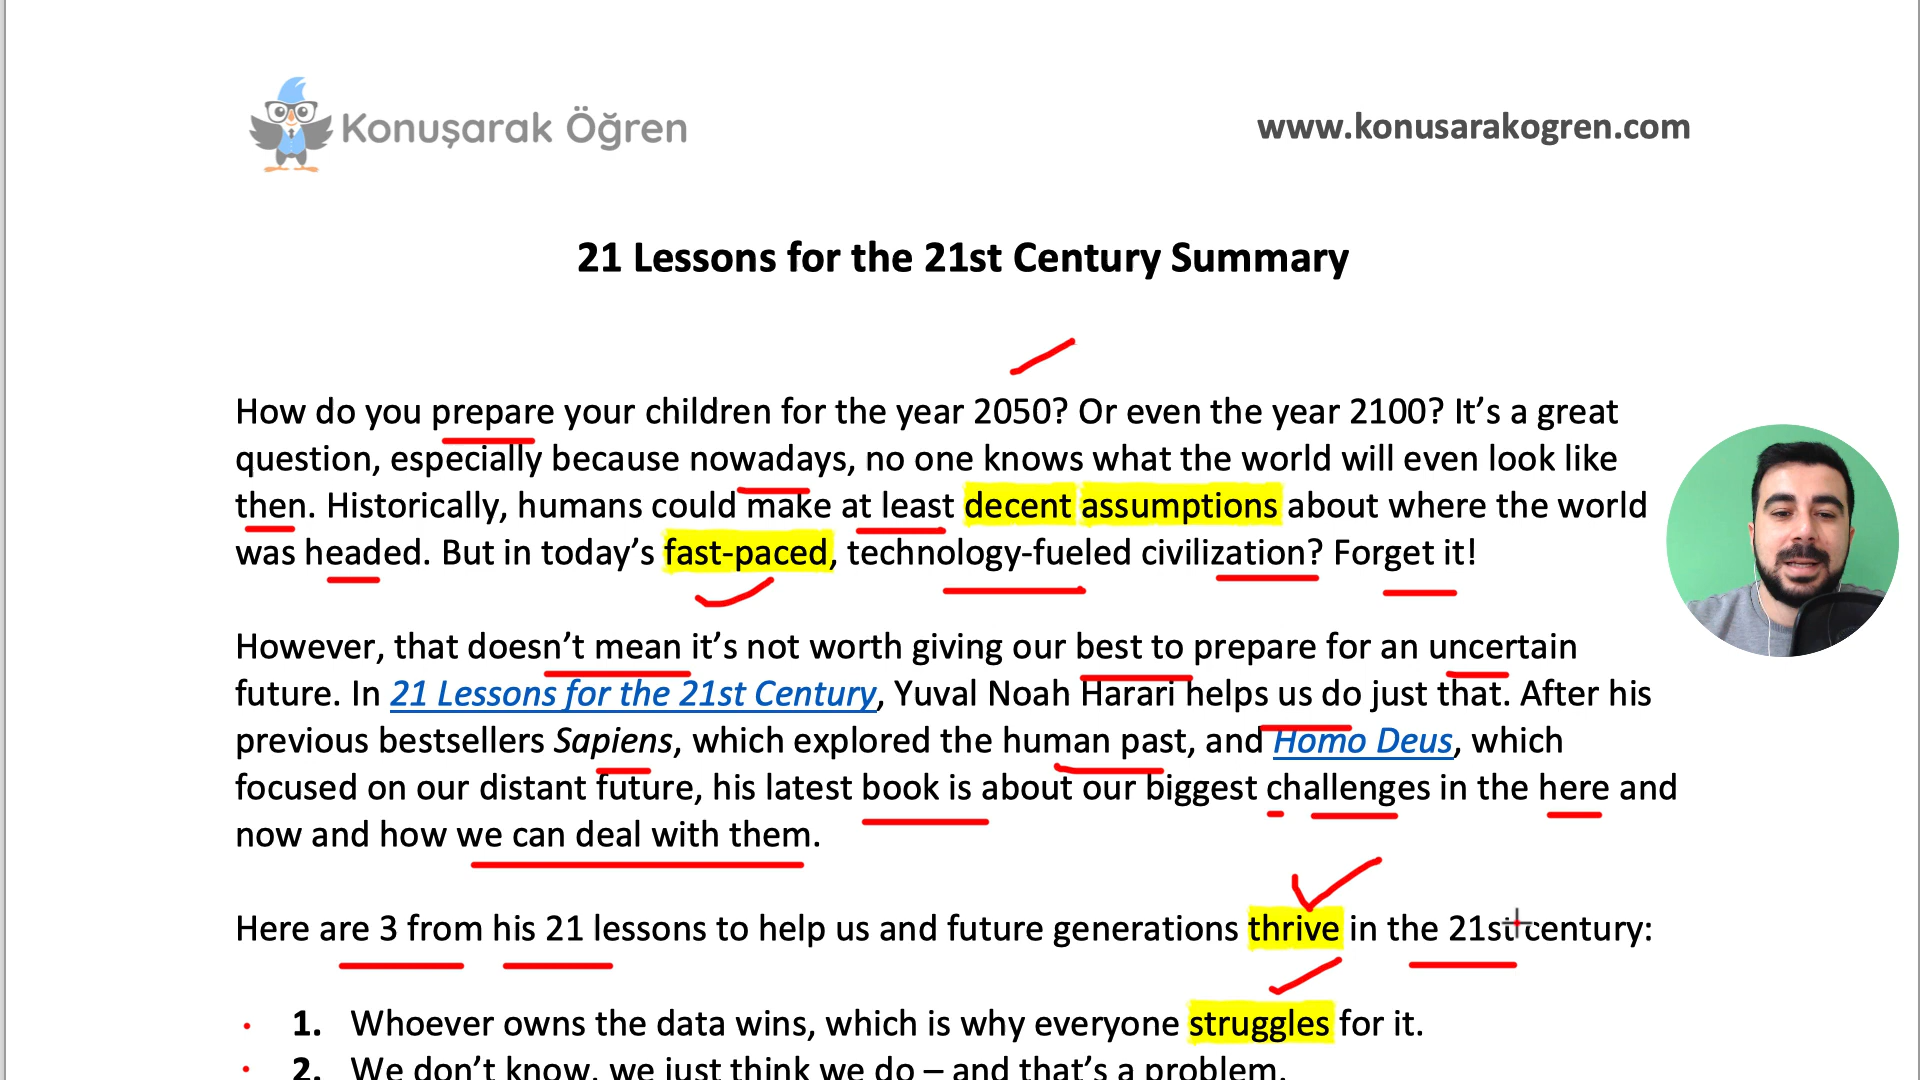 Konuşarak Öğren
www.konusarakogren.com
21 Lessons for the 21st Century Summary
How do you prepare your children for the year 2050? Or even the year 2100? It’s a great
question, especially because nowadays, no one knows what the world will even look like
then. Historically, humans could make at least decent assumptions about where the world
was headed. But in today’s fast-paced, technology-fueled civilization? Forget it!
However, that doesn’t mean it’s not worth giving our best to prepare for an uncertain
future. In 21 Lessons for the 21st Century, Yuval Noah Harari helps us do just that. After his
previous bestsellers Sapiens, which explored the human past, and Homo Deus, which
focused on our distant future, his latest book is about our biggest challenges in the here and
now and how we can deal with them.
Here are 3 from his 21 lessons to help us and future generations thrive in the 21st century:
1. Whoever owns the data wins, which is why everyone struggles for it.
2. We don’t know, we just think we do – and that’s a problem.